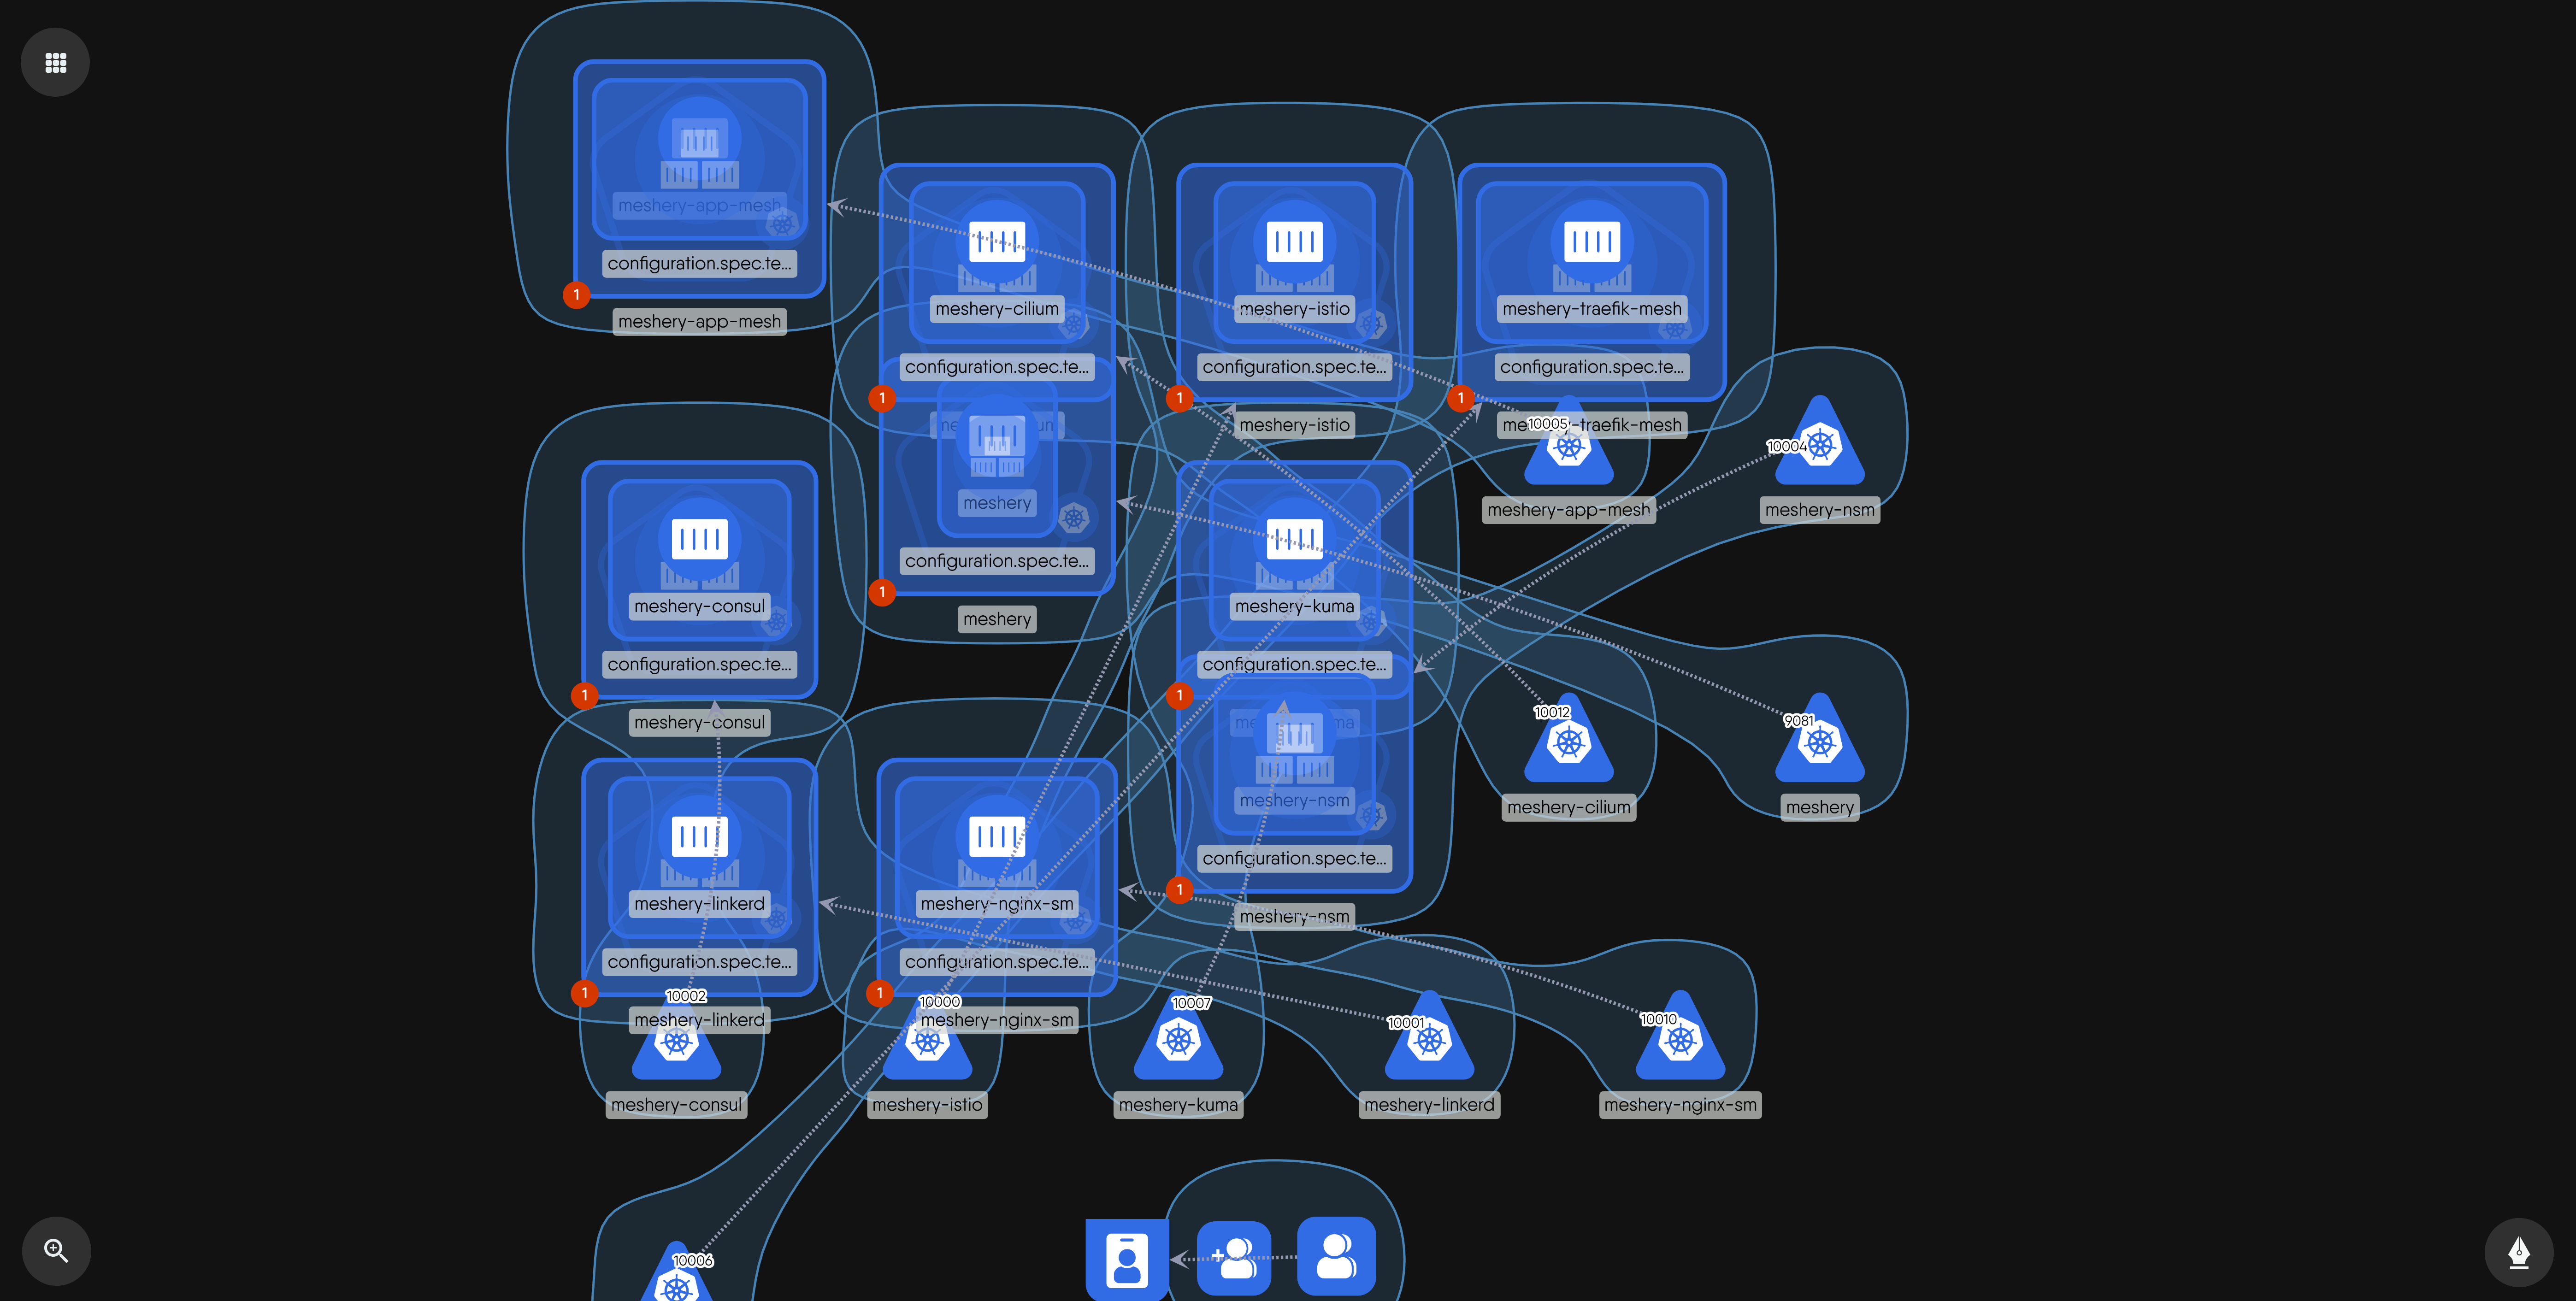 meshery-app-mesh
configuration.spec.te...
1
meshery-app-mesh
meshery-cilium
configuration.spec.te...
1
meshery-istio
configuration.spec.te...
1
meshery-istio
meshery-traefik-mesh
configuration.spec.te...
1
-traefik-mesh
10005
meshery-app-mesh
10004
meshery-nsm
meshery
configuration.spec.te...
1
meshery
meshery-consul
configuration.spec.te...
1
meshery-consul
meshery-kuma
configuration.spec.te...
1
meshery-nsm
configuration.spec.te...
1
meshery-nsm
10012
meshery-cilium
9081
meshery
meshery-linkerd
configuration.spec.te...
1
meshery-linkerd
meshery-nginx-sm
configuration.spec.te...
1
meshery-nginx-sm
10002
meshery-consul
10000
meshery-istio
10007
meshery-kuma
10001
meshery-linkerd
10010
meshery-nginx-sm
10006